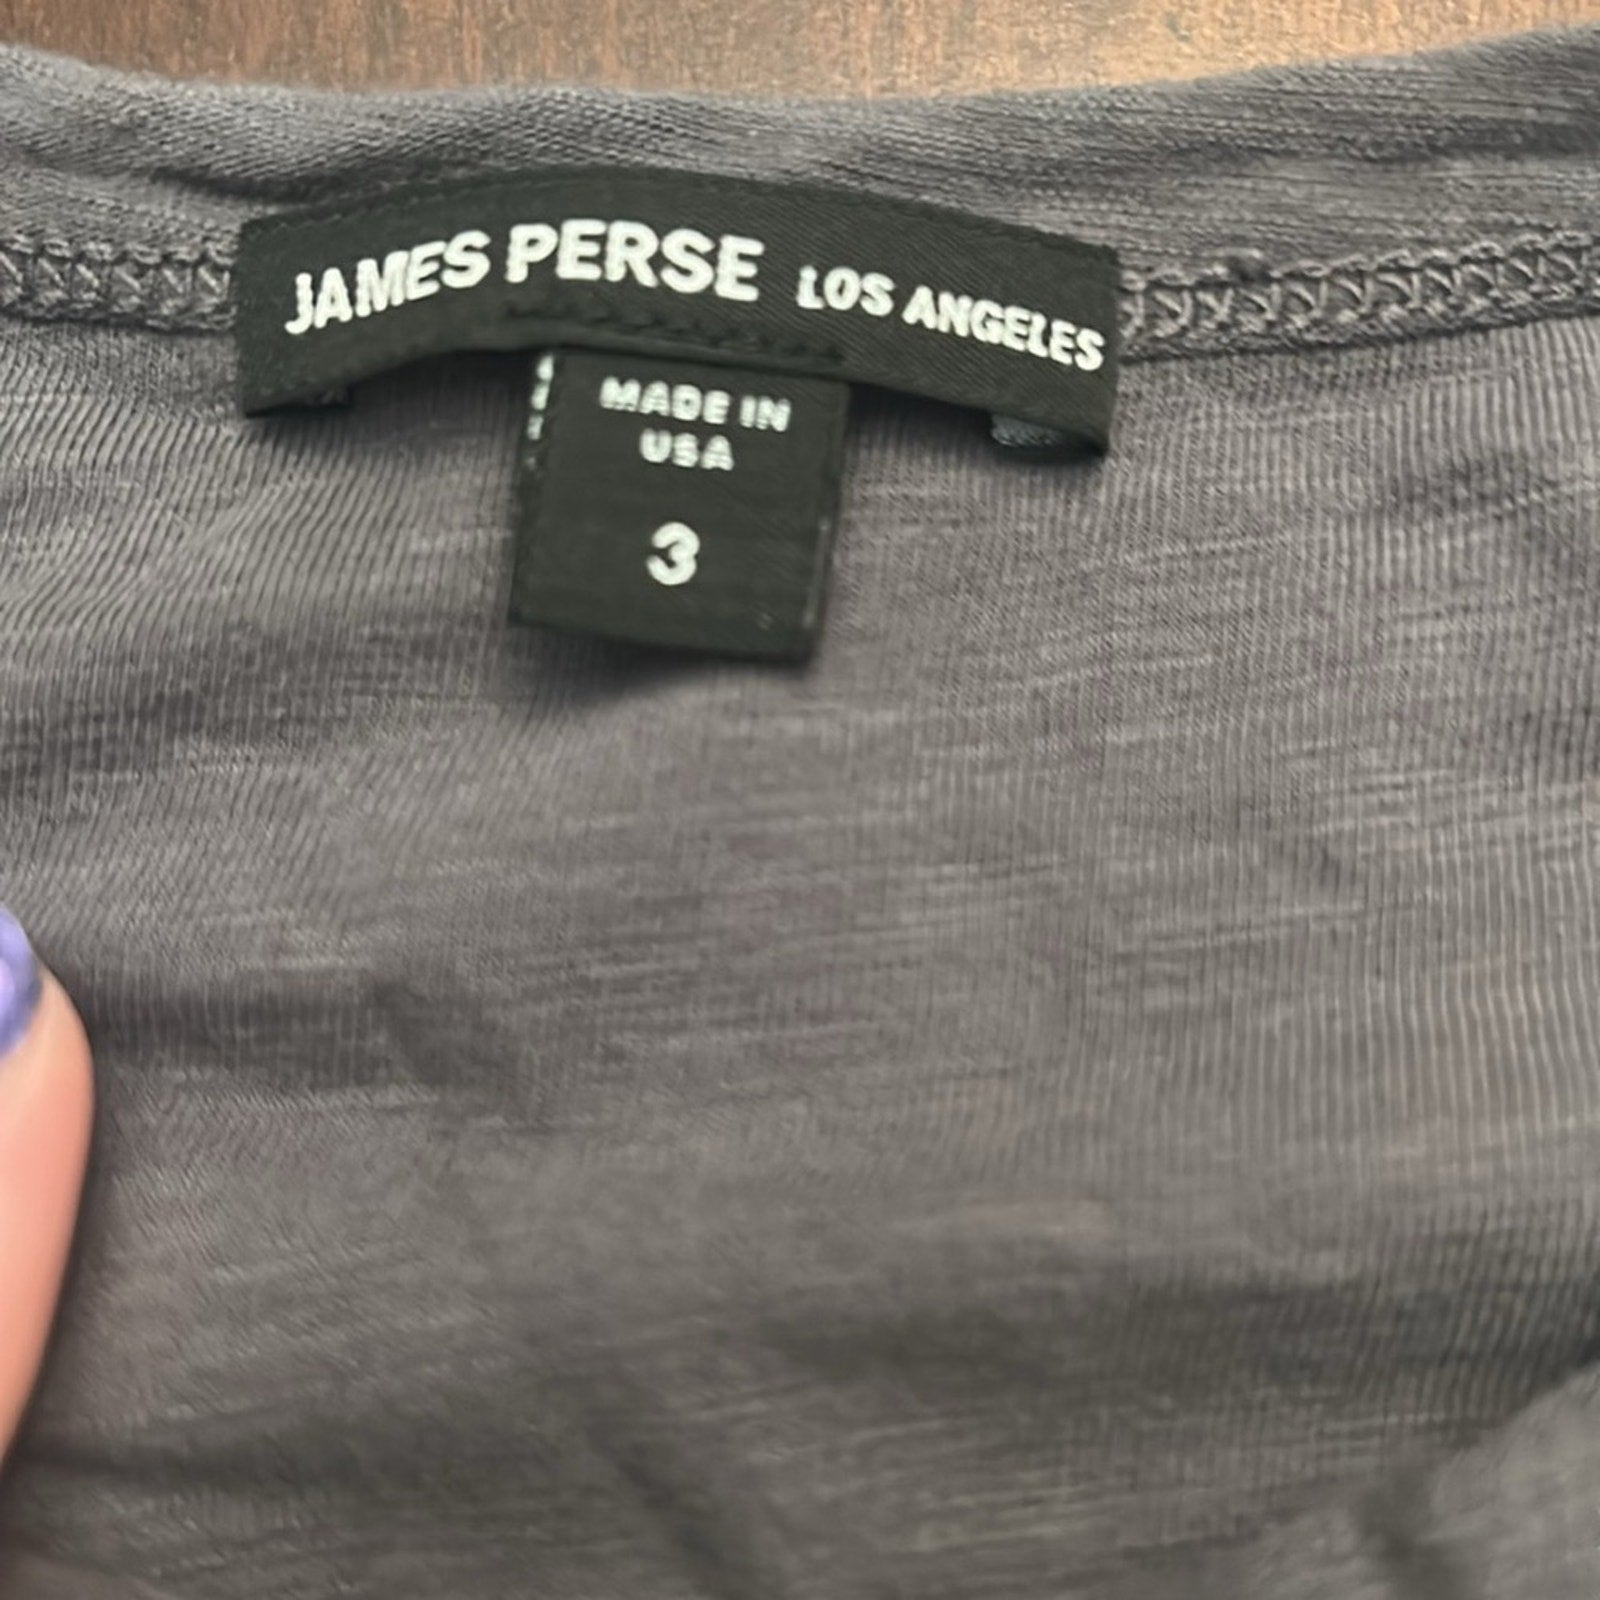 JAMES PERSE LOS ANGELES
MADE IN
USA
3